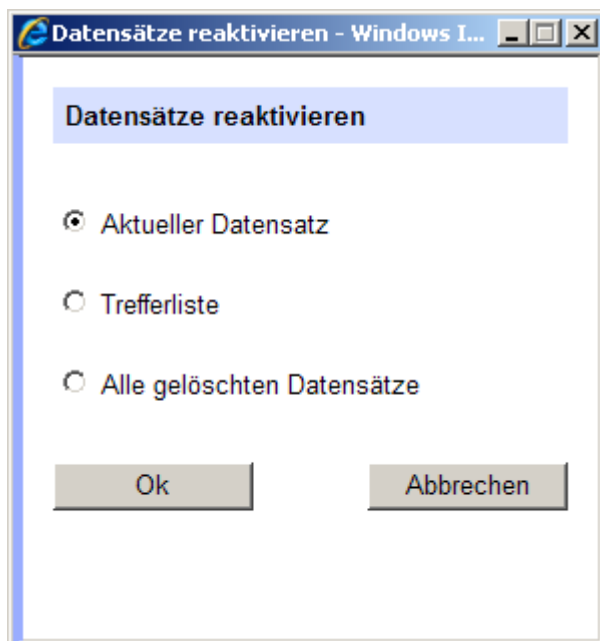 Datensätze reaktivieren - Windows I...
Datensätze reaktivieren
Aktueller Datensatz
Trefferliste
Alle gelöschten Datensätze
Ok
Abbrechen